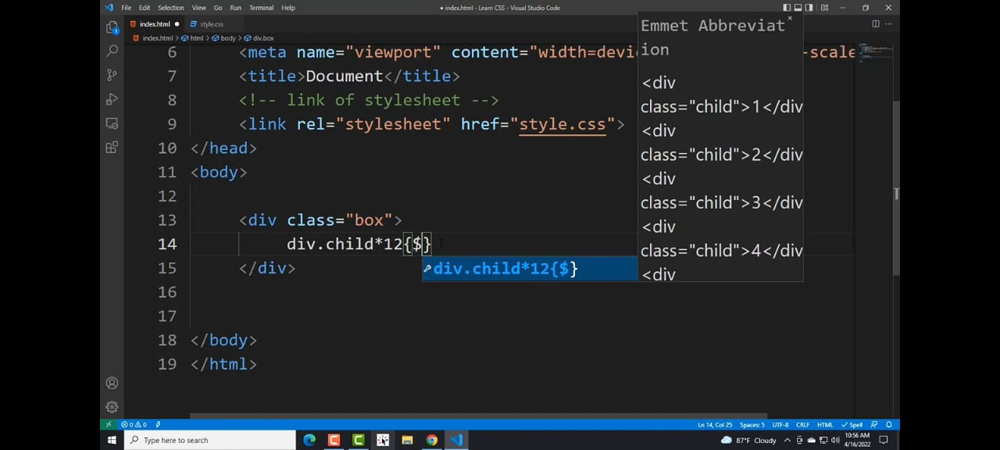 File Edit Selection View Go Run Terminal Help
● index.html - Learn CSS - Visual Studio Code
index.html ● style.css
index.html > html > body > div.box
6 <meta name="viewport" content="width=devi
-scale
7 <title>Document</title>
8 <!-- link of stylesheet -->
9 <link rel="stylesheet" href="style.css">
10 </head>
11 <body>
12
13 <div class="box">
14 div.child*12{$}
div.child*12{$}
15 </div>
16
17
18 </body>
19 </html>
Emmet Abbreviat
ion
<div
class="child">1</div
<div
class="child">2</div
<div
class="child">3</div
<div
class="child">4</div
<div
1
0 0 Ln 14, Col 25 Spaces: 5 UTF-8 CRLF HTML Spell
Type here to search
87°F Cloudy
10:56 AM
4/16/2022